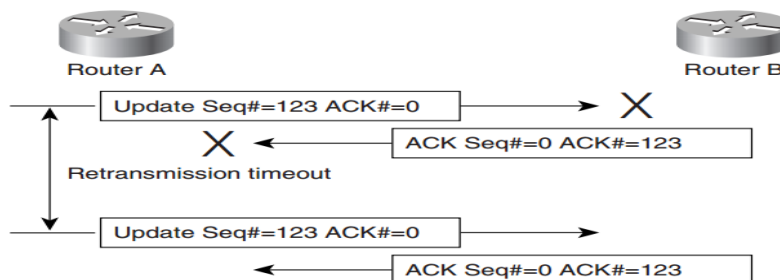 Router A
Router B
Update Seq#=123 ACK#=0
ACK Seq#=0 ACK#=123
Retransmission timeout
Update Seq#=123 ACK#=0
ACK Seq#=0 ACK#=123